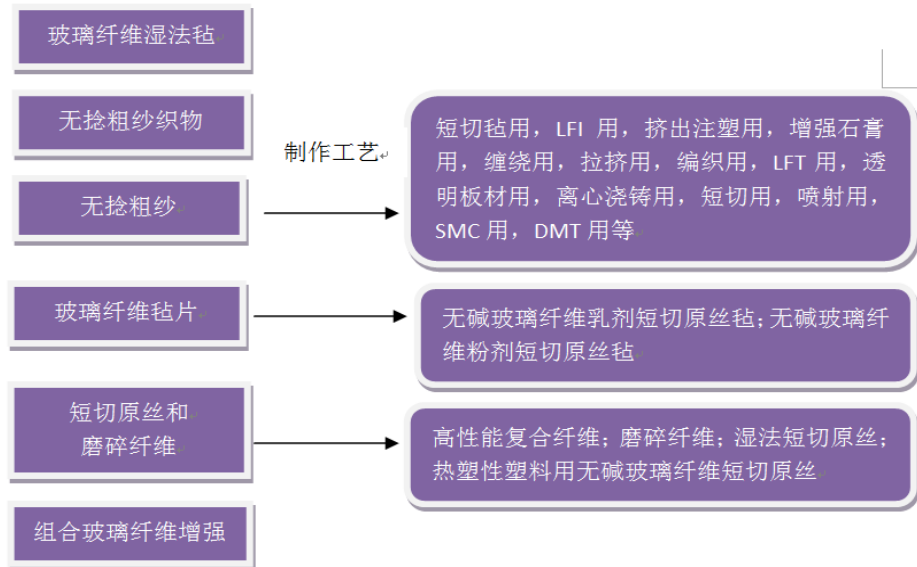 玻璃纤维湿法毡
无捻粗纱织物
制作工艺
无捻粗纱
短切毡用，LFI 用，挤出注塑用，增强石膏
用，缠绕用，拉挤用，编织用，LFT 用，透
明板材用，离心浇铸用，短切用，喷射用，
SMC 用，DMT 用等
玻璃纤维毡片
无碱玻璃纤维乳剂短切原丝毡；无碱玻璃纤
维粉剂短切原丝毡
短切原丝和
磨碎纤维
高性能复合纤维；磨碎纤维；湿法短切原丝；
热塑性塑料用无碱玻璃纤维短切原丝
组合玻璃纤维增强